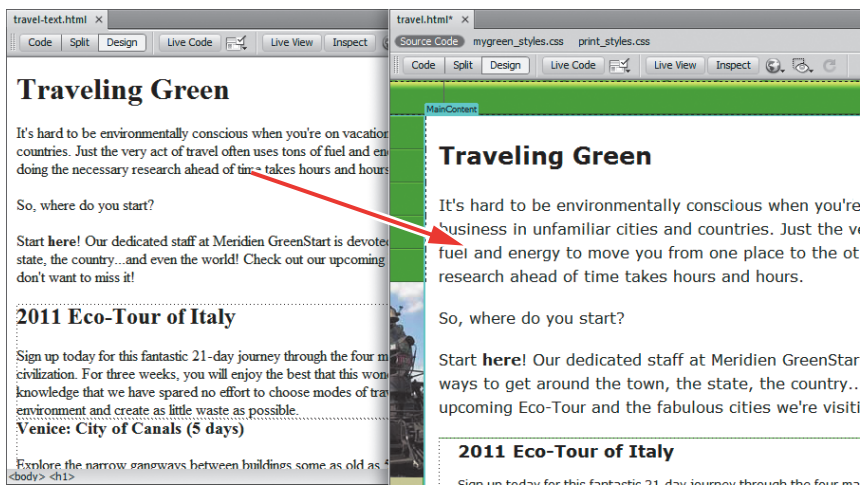 travel-text.html ×
Code Split Design Live Code Live View Inspect
Traveling Green
It's hard to be environmentally conscious when you're on vacation
countries. Just the very act of travel often uses tons of fuel and
doing the necessary research ahead of time takes hours and hours
So, where do you start?
Start here! Our dedicated staff at Meridien GreenStart is devoted
state, the country...and even the world! Check out our upcoming
don't want to miss it!
2011 Eco-Tour of Italy
Sign up today for this fantastic 21-day journey through the four
civilization. For three weeks, you will enjoy the best that this
knowledge that we have spared no effort to choose modes of
environment and create as little waste as possible.
Venice: City of Canals (5 days)
Explore the narrow gangways between buildings some as old as
<body> <h1>
travel.html* ×
Source Code mygreen_styles.css print_styles.css
Code Split Design Live Code Live View Inspect
MainContent
Traveling Green
It's hard to be environmentally conscious when you're
business in unfamiliar cities and countries. Just the
fuel and energy to move you from one place to the
research ahead of time takes hours and hours.
So, where do you start?
Start here! Our dedicated staff at Meridien GreenStar
ways to get around the town, the state, the country..
upcoming Eco-Tour and the fabulous cities we're
2011 Eco-Tour of Italy
Sign up today for this fantastic 21-day journey through the four